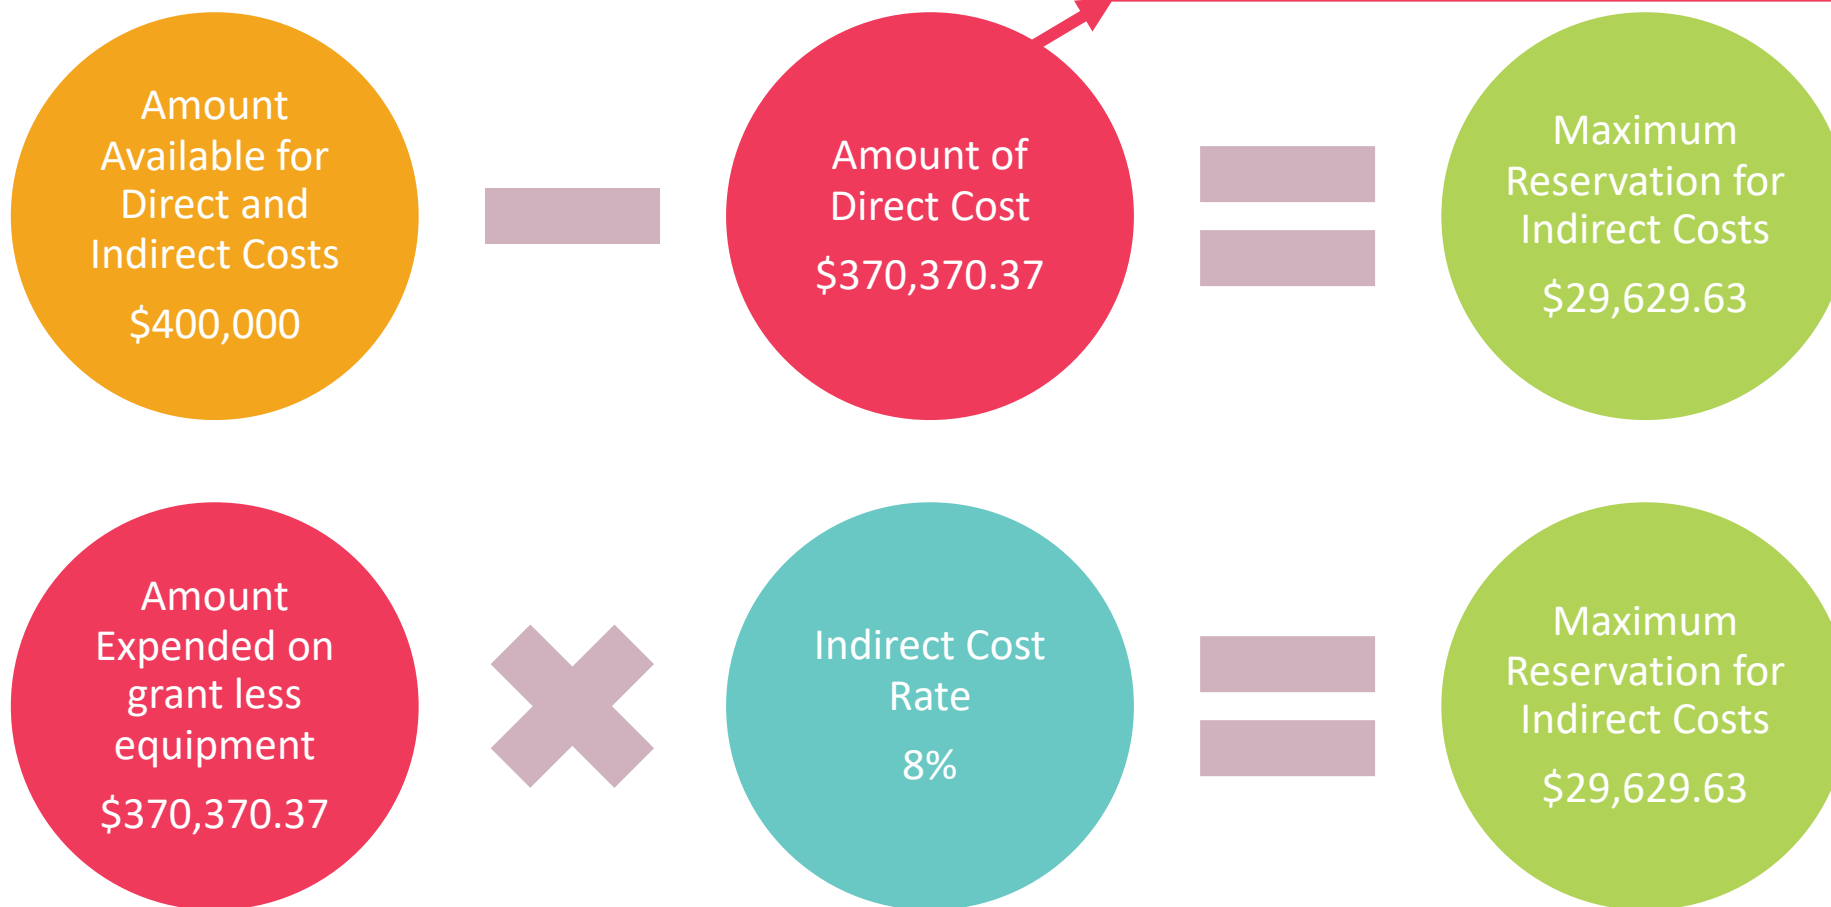 Amount
Available for
Direct and
Indirect Costs
$400,000
Amount of
Direct Cost
$370,370.37
Maximum
Reservation for
Indirect Costs
$29,629.63
Amount
Expended on
grant less
equipment
$370,370.37
Indirect Cost
Rate
8%
Maximum
Reservation for
Indirect Costs
$29,629.63